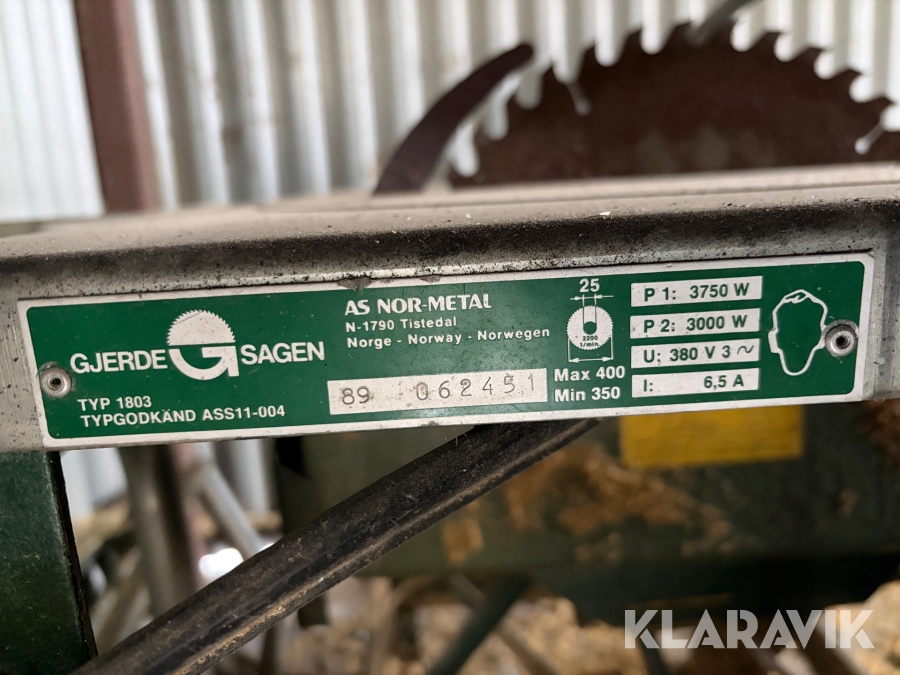 GJERDE SAGEN
TYP 1803
TYPGODKÄND ASS11-004
AS NOR-METAL
N-1790 Tistedal
Norge - Norway - Norwegen
89 062451
25
2200
1/min.
Max 400
Min 350
P 1: 3750 W
P 2: 3000 W
U: 380 V 3 ~
I: 6,5 A
KLARAVIK